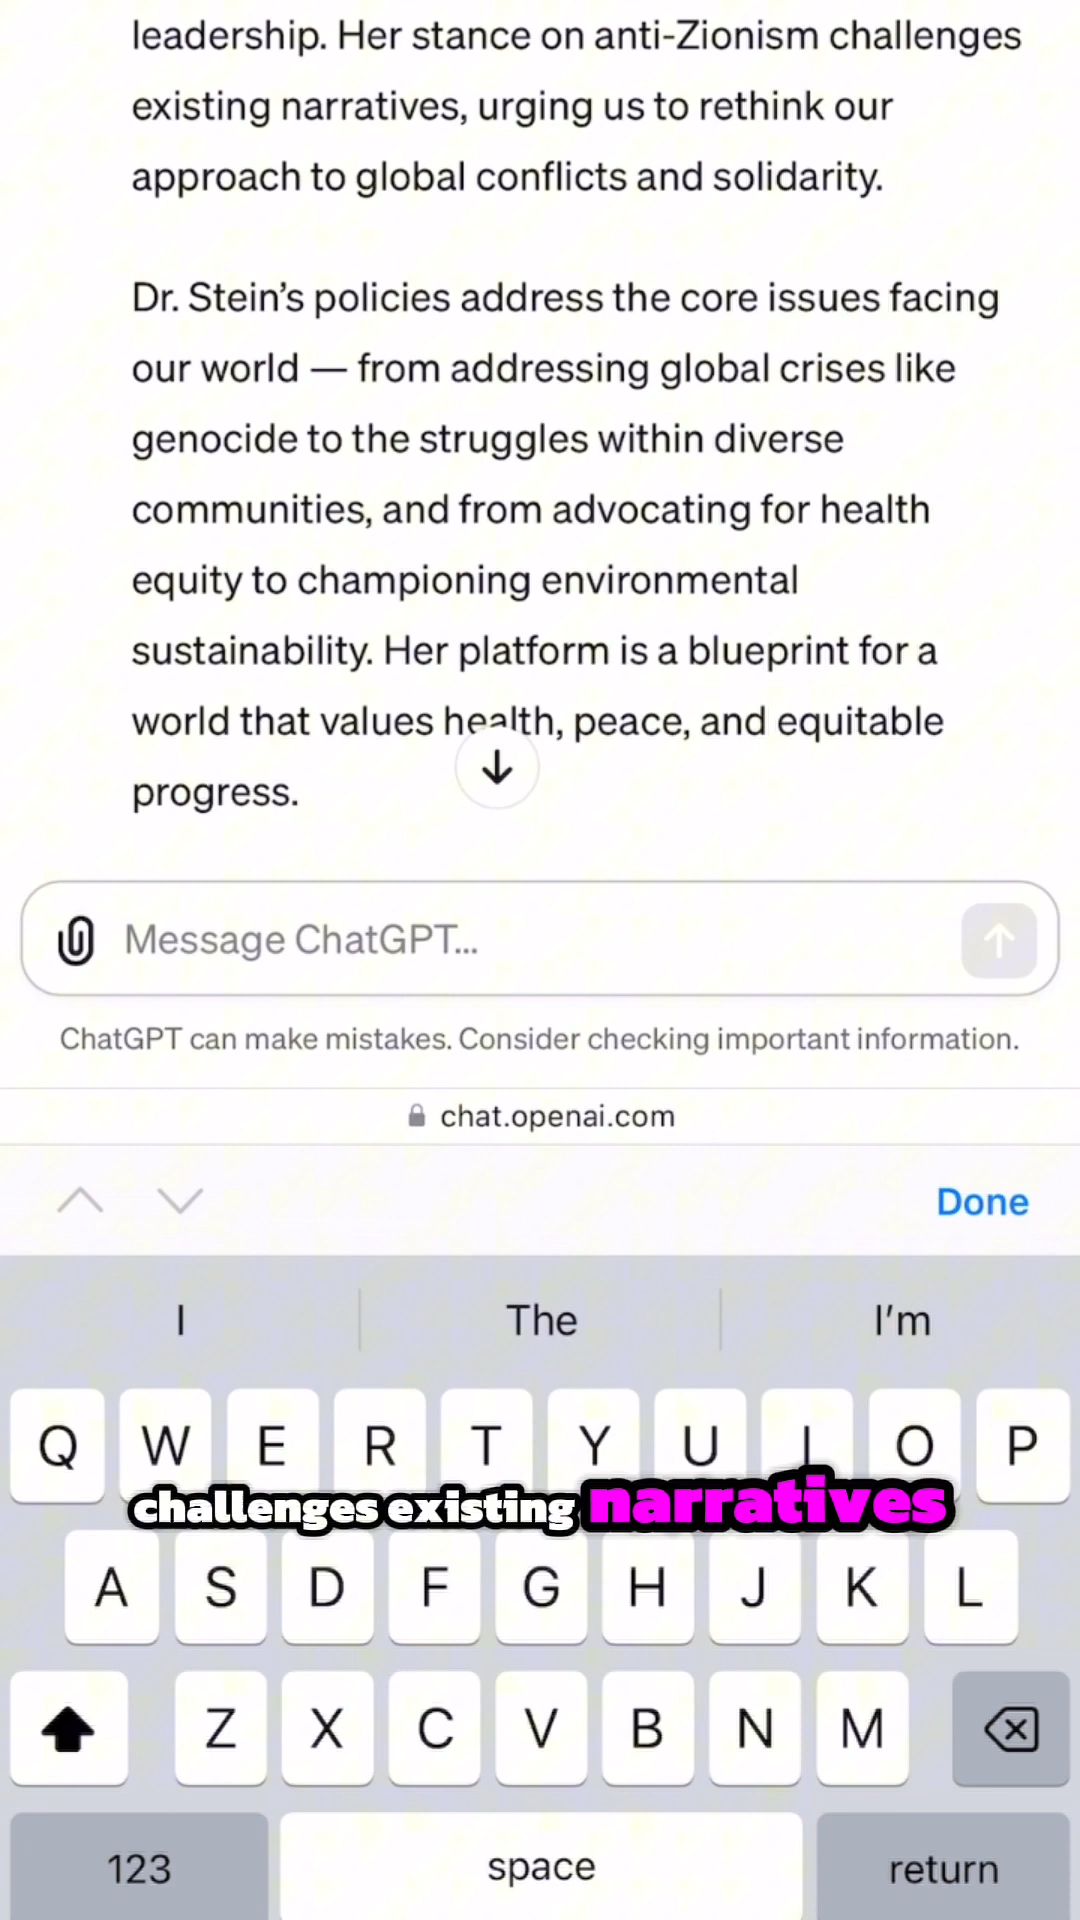 leadership. Her stance on anti-Zionism challenges
existing narratives, urging us to rethink our
approach to global conflicts and solidarity.
Dr. Stein’s policies address the core issues facing
our world — from addressing global crises like
genocide to the struggles within diverse
communities, and from advocating for health
equity to championing environmental
sustainability. Her platform is a blueprint for a
world that values health, peace, and equitable
progress.
Message ChatGPT...
ChatGPT can make mistakes. Consider checking important information.
chat.openai.com
Done
I The I’m
Q W E R T Y U I O P
challenges existing narratives
A S D F G H J K L
Z X C V B N M
123 space return